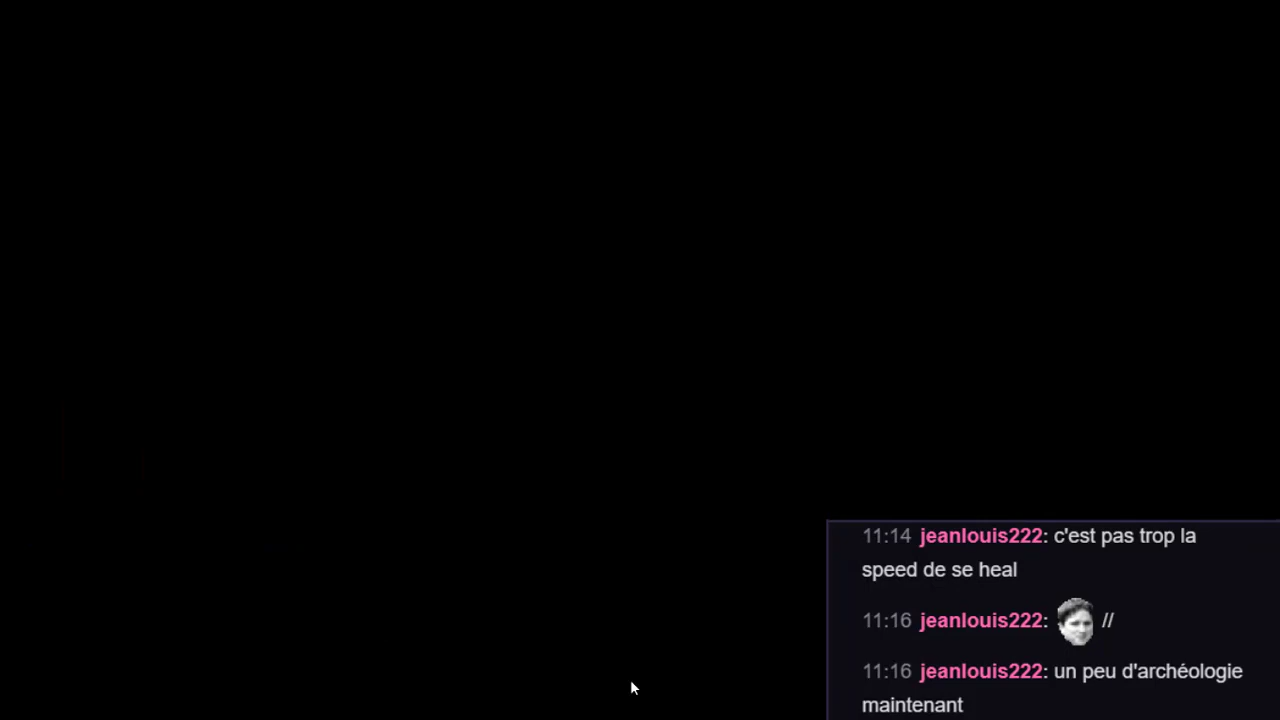 11:14 jeanlouis222: c'est pas trop la
speed de se heal
11:16 jeanlouis222: //
11:16 jeanlouis222: un peu d'archéologie
maintenant